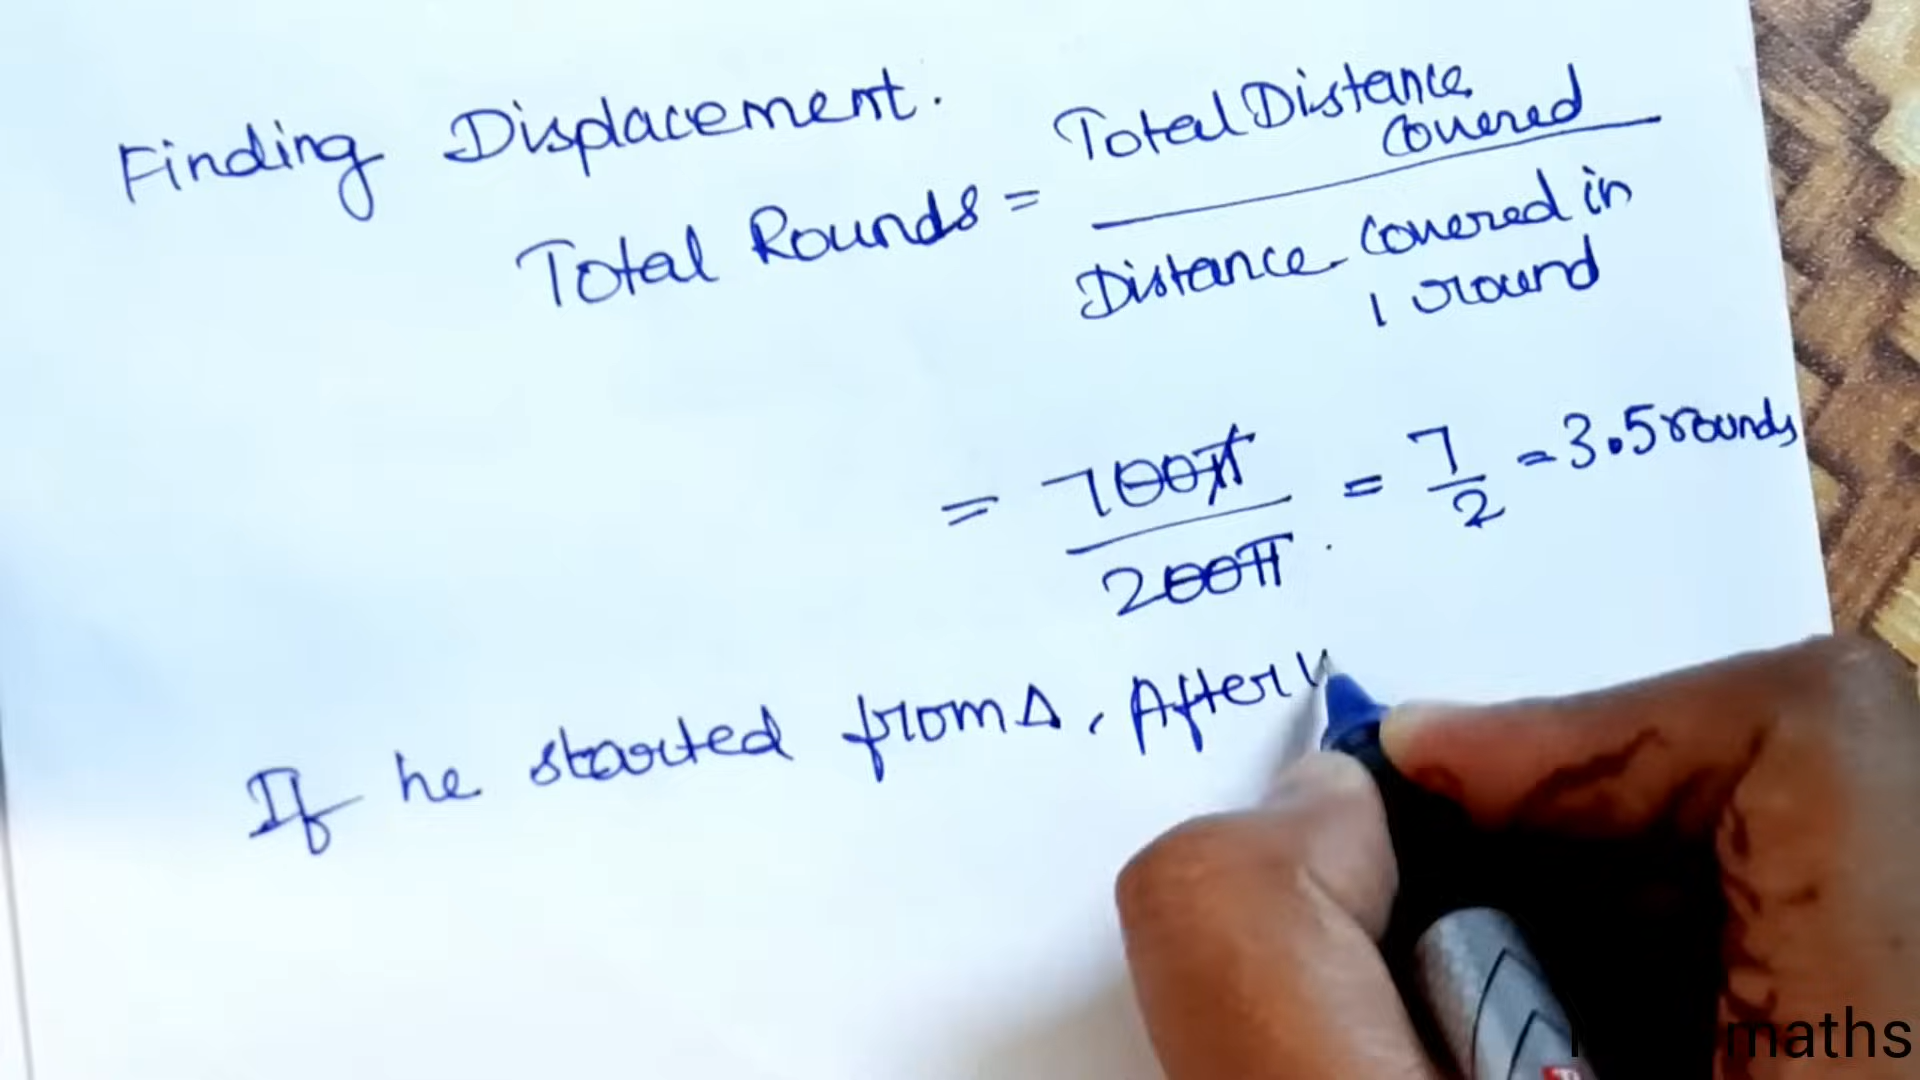 Finding Displacement.
Total Rounds = Total Distance covered / Distance covered in 1 round
= 700π / 200π = 7/2 = 3.5 rounds
If he started from A, After
maths